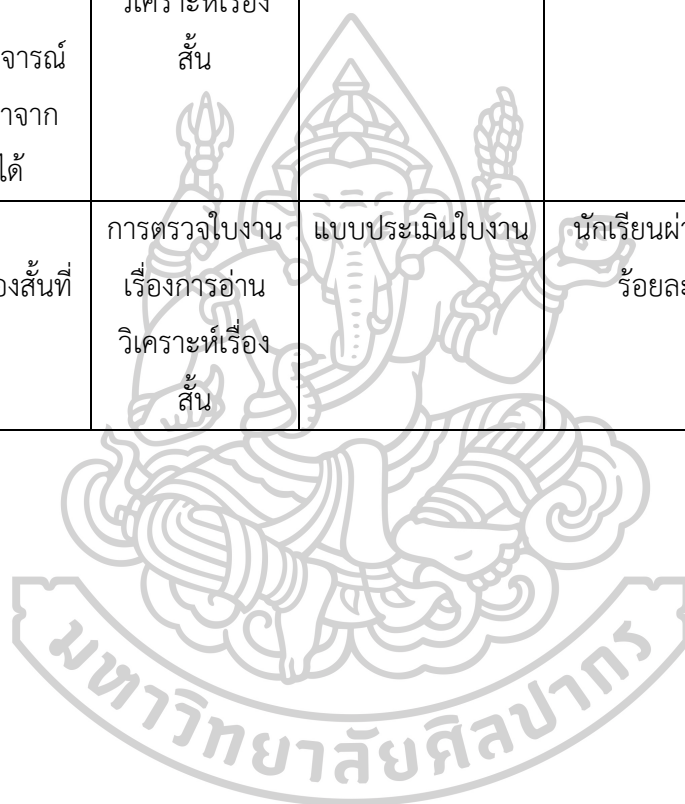 วิเคราะห์เรื่อง
จารณ์
สั้น
าจาก
ได้
การตรวจใบงาน
แบบประเมินใบงาน
นักเรียนผ่
องสั้นที่
เรื่องการอ่าน
ร้อยละ
วิเคราะห์เรื่อง
สั้น
มหาวิทยาลัยศิลปากร